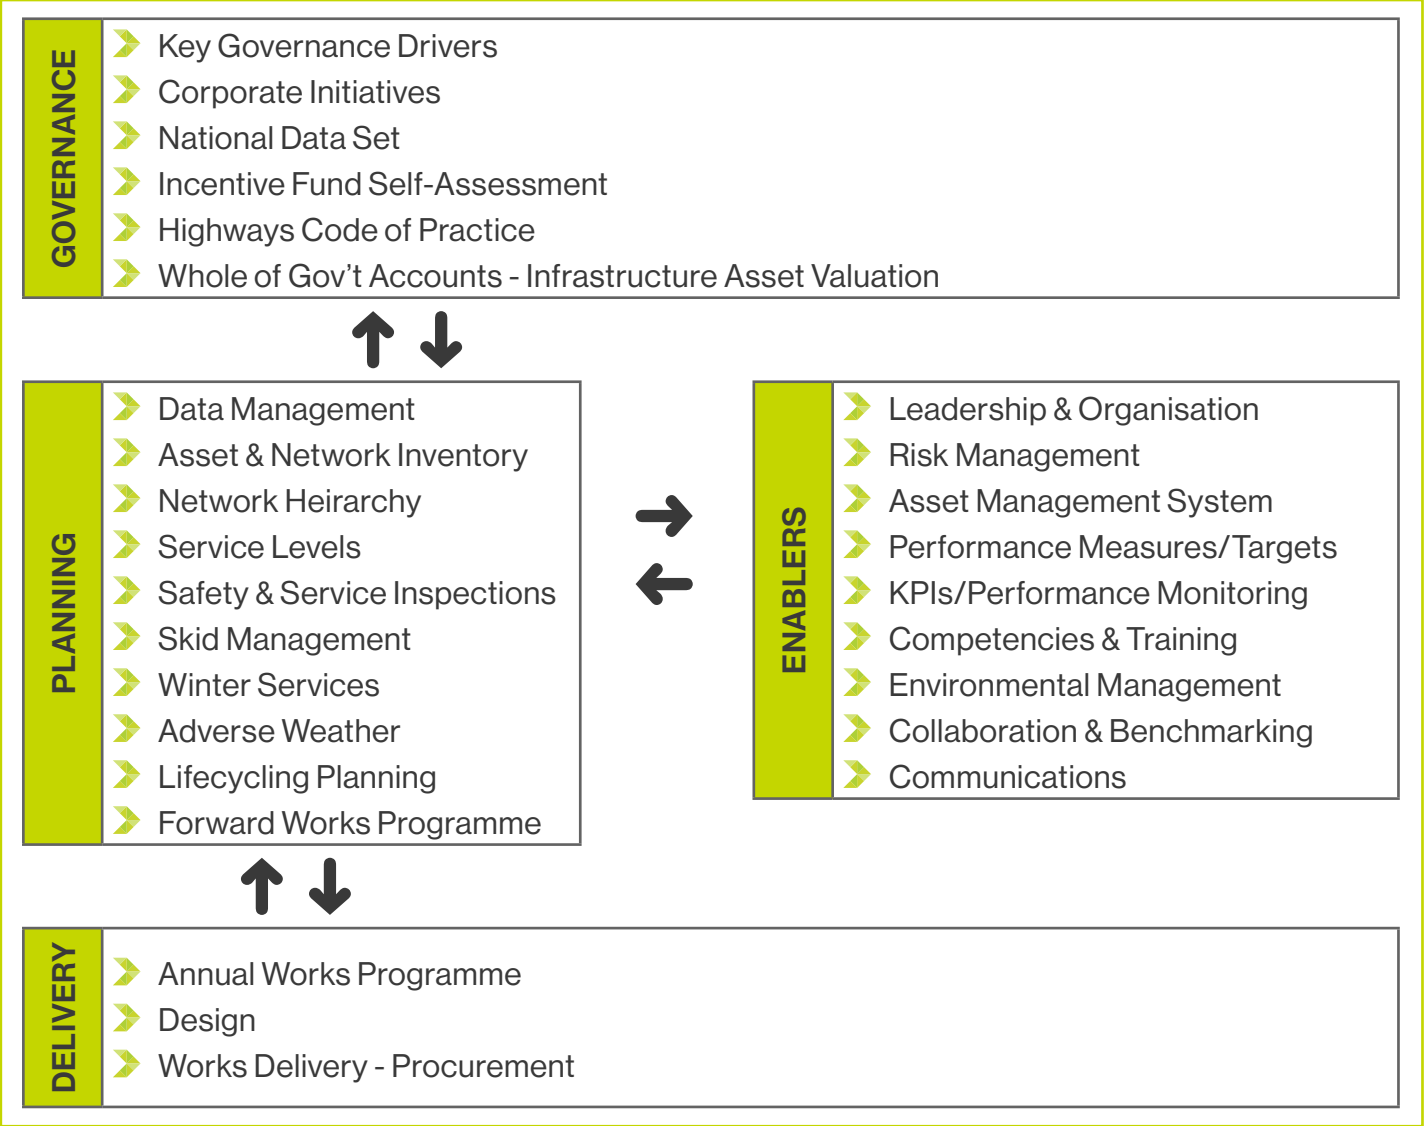 GOVERNANCE
Key Governance Drivers
Corporate Initiatives
National Data Set
Incentive Fund Self-Assessment
Highways Code of Practice
Whole of Gov’t Accounts - Infrastructure Asset Valuation
PLANNING
Data Management
Asset & Network Inventory
Network Heirarchy
Service Levels
Safety & Service Inspections
Skid Management
Winter Services
Adverse Weather
Lifecycling Planning
Forward Works Programme
ENABLERS
Leadership & Organisation
Risk Management
Asset Management System
Performance Measures/Targets
KPIs/Performance Monitoring
Competencies & Training
Environmental Management
Collaboration & Benchmarking
Communications
DELIVERY
Annual Works Programme
Design
Works Delivery - Procurement